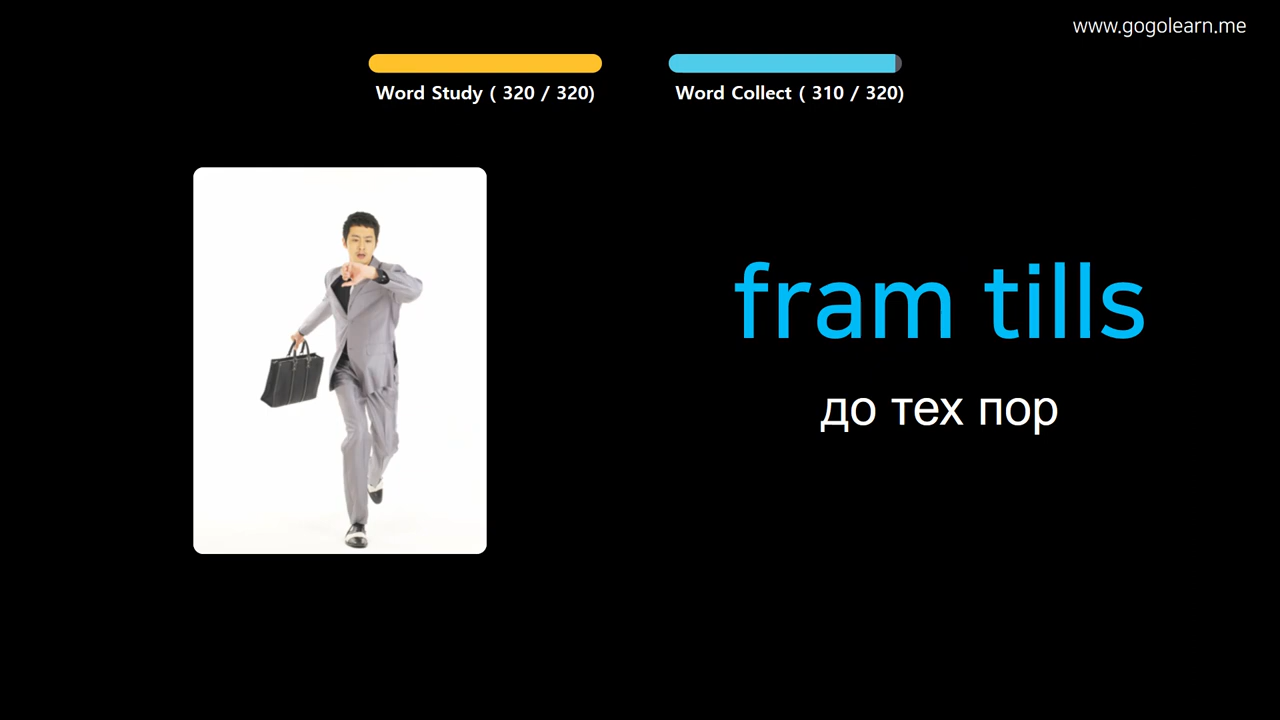 www.gogolearn.me
Word Study ( 320 / 320)
Word Collect ( 310 / 320)
fram tills
до тех пор